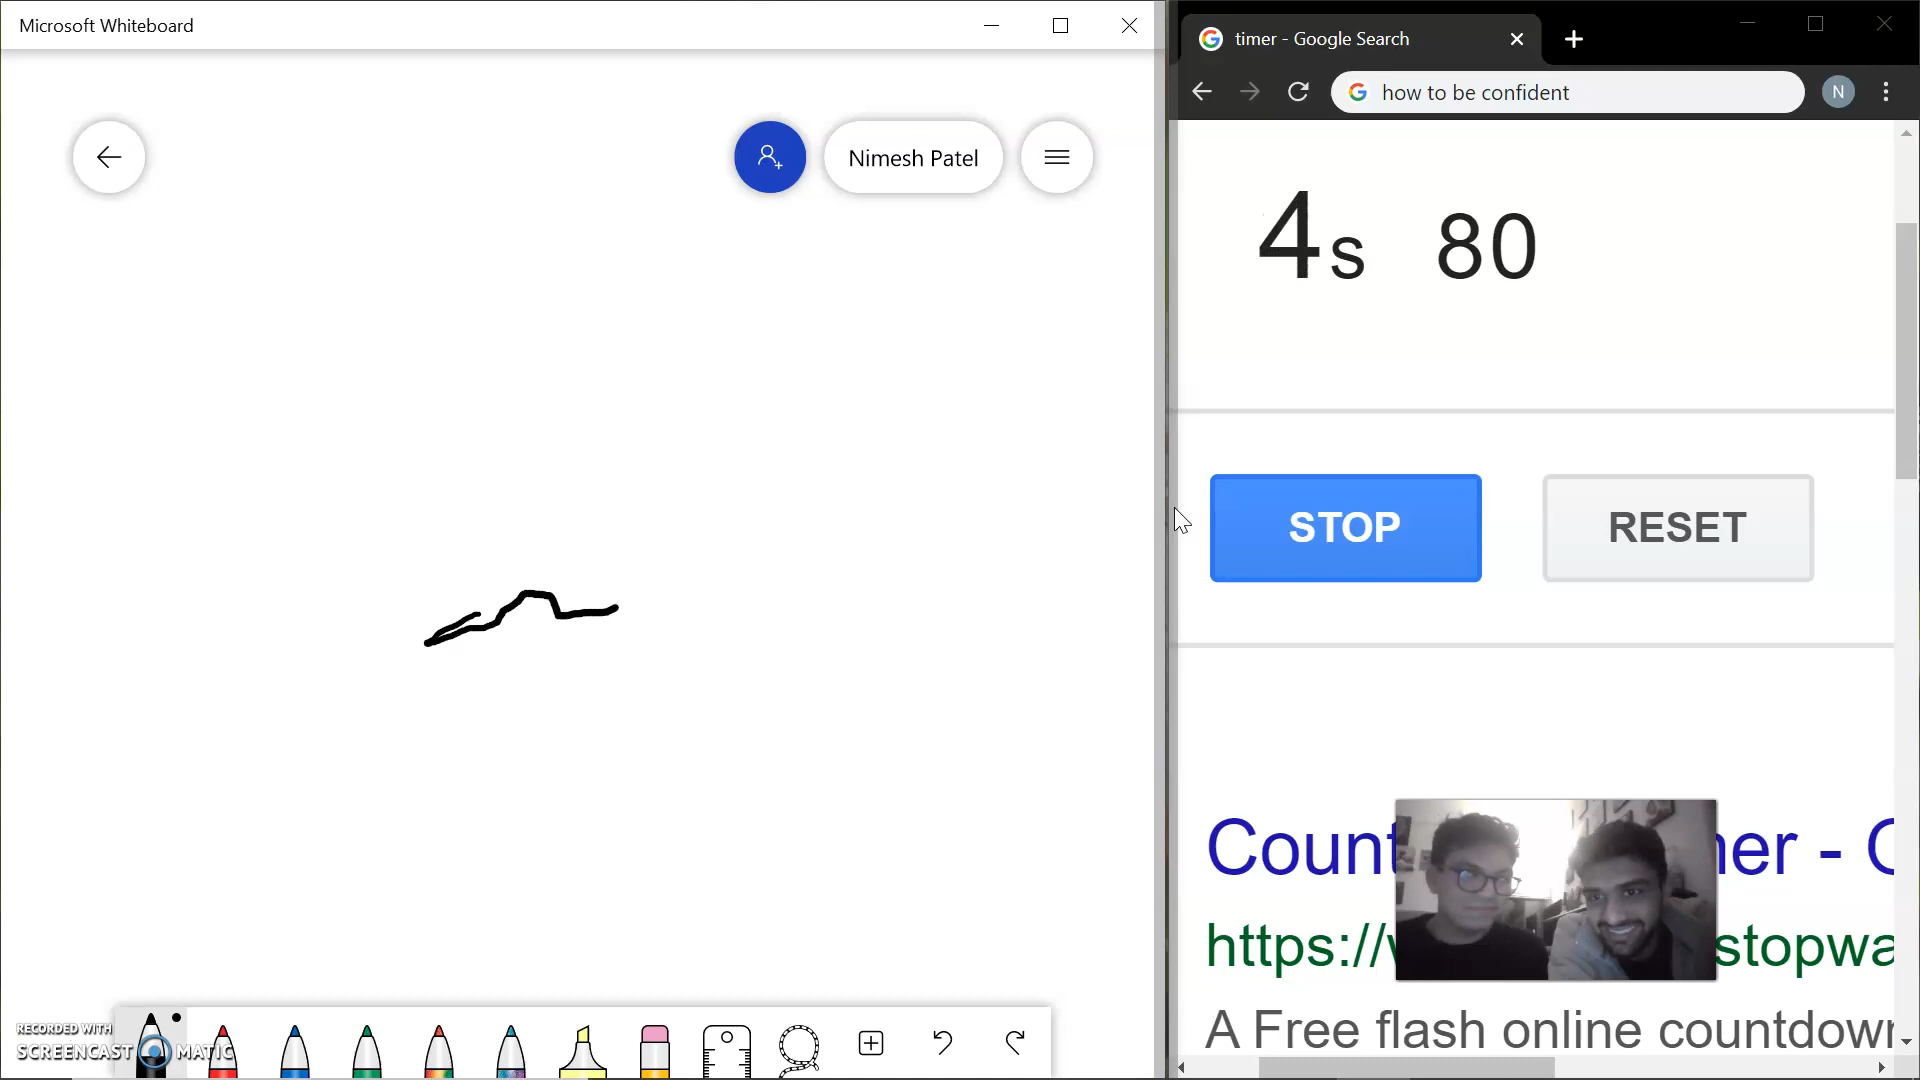 Microsoft Whiteboard
Nimesh Patel
timer - Google Search
how to be confident
N
4s 80
STOP
RESET
Count
er - 
https://
stopwa
A Free flash online countdown
RECORDED WITH
SCREENCAST MATIC